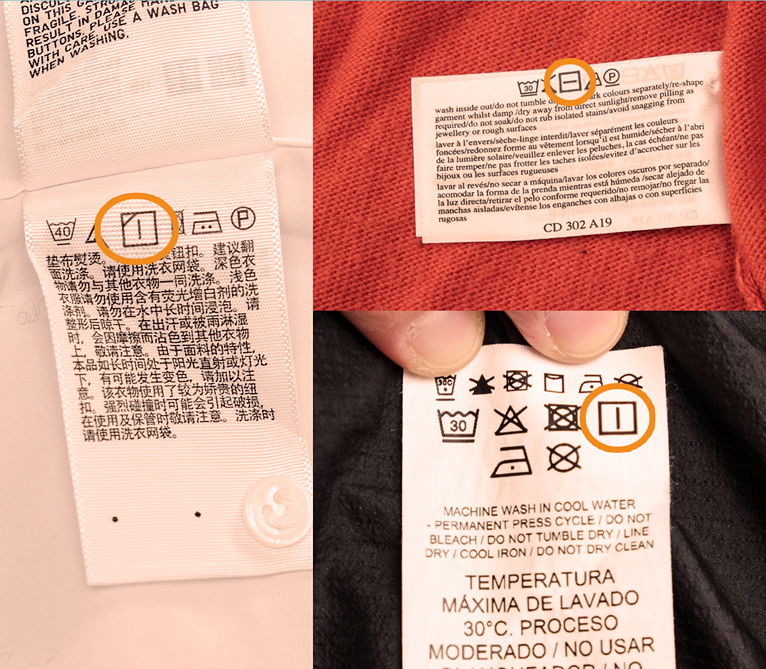 ON THIS
FRAGILE. STRONG
RESULT IN DAMAGE
BUTTONS.
WITH CARE. USE A WASH BAG
WHEN WASHING.
40 P
垫布熨烫。 钮扣。建议翻
面洗涤。请使用洗衣网袋。深色衣
物请勿与其他衣物一同洗涤。浅色
衣服请勿使用含有荧光增白剂的洗
涤剂。请勿在水中长时间浸泡。请
整形后晾干。在出汗或被雨淋湿
时，会因摩擦而沾色到其他衣物
上，敬请注意。由于面料的特性，
本品如长时间处于阳光直射或灯光
下，有可能发生变色，请加以注
意。该衣物使用了较为娇贵的纽
扣。强烈碰撞时可能会引起破损，
在使用及保管时敬请注意。洗涤时
请使用洗衣网袋。
30 P
wash inside out/do not tumble dark colours separately/re-shape
garment whilst damp/dry away from direct sunlight/remove pilling as
required/do not soak/do not rub isolated stains/avoid snagging from
jewellery or rough surfaces
laver à l'envers/sèche-linge interdit/laver séparément les couleurs
foncées/redonnez forme au vêtement lorsqu'il est humide/sécher à l'abri
de la lumière solaire/veuillez enlever les peluches, la cas échéant/ne pas
faire tremper/ne pas frotter les taches isolées/evitez d'accrocher sur les
bijoux ou les surfaces rugueuses
lavar al revés/no secar a máquina/lavar los colores oscuros por separado/
acomodar la forma de la prenda mientras está húmeda /secar alejado de
la luz directa/retirar el pelo conforme requerido/no remojar/no fregar las
manchas aisladas/evítense los enganches con alhajas o con superficies
rugosas
CD 302 A19
30
MACHINE WASH IN COOL WATER
- PERMANENT PRESS CYCLE / DO NOT
BLEACH / DO NOT TUMBLE DRY / LINE
DRY / COOL IRON / DO NOT DRY CLEAN
TEMPERATURA
MÁXIMA DE LAVADO
30°C. PROCESO
MODERADO / NO USAR